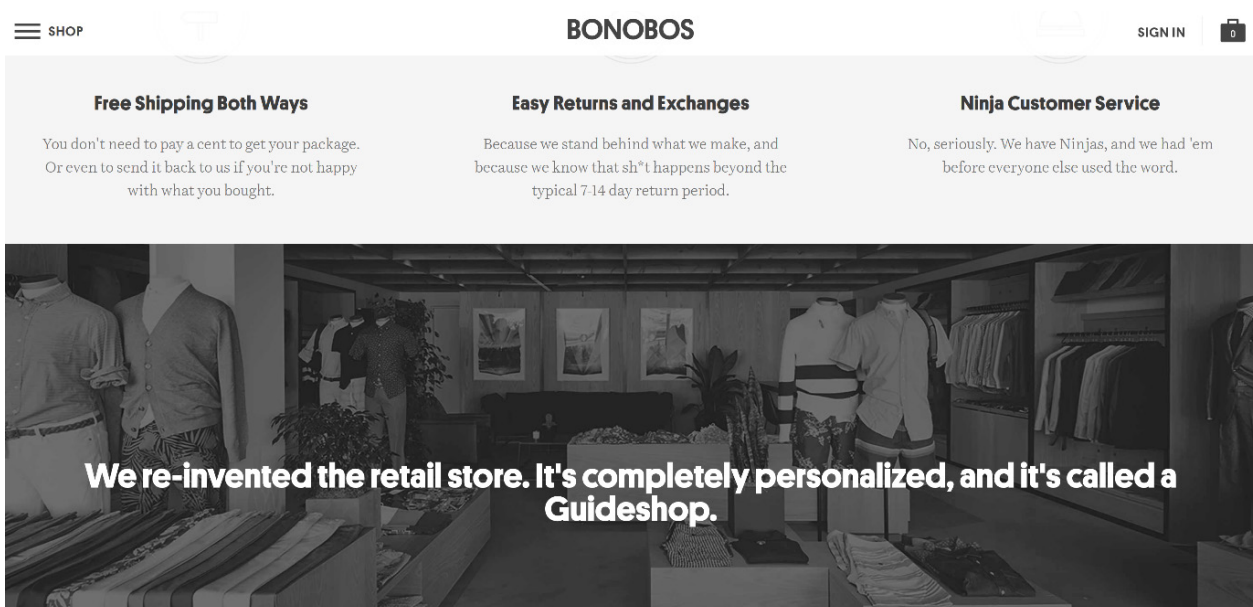 SHOP
BONOBOS
SIGN IN
0
Free Shipping Both Ways
You don't need to pay a cent to get your package.
Or even to send it back to us if you're not happy
with what you bought.
Easy Returns and Exchanges
Because we stand behind what we make, and
because we know that sh*t happens beyond the
typical 7-14 day return period.
Ninja Customer Service
No, seriously. We have Ninjas, and we had 'em
before everyone else used the word.
We re-invented the retail store. It's completely personalized, and it's called a
Guideshop.